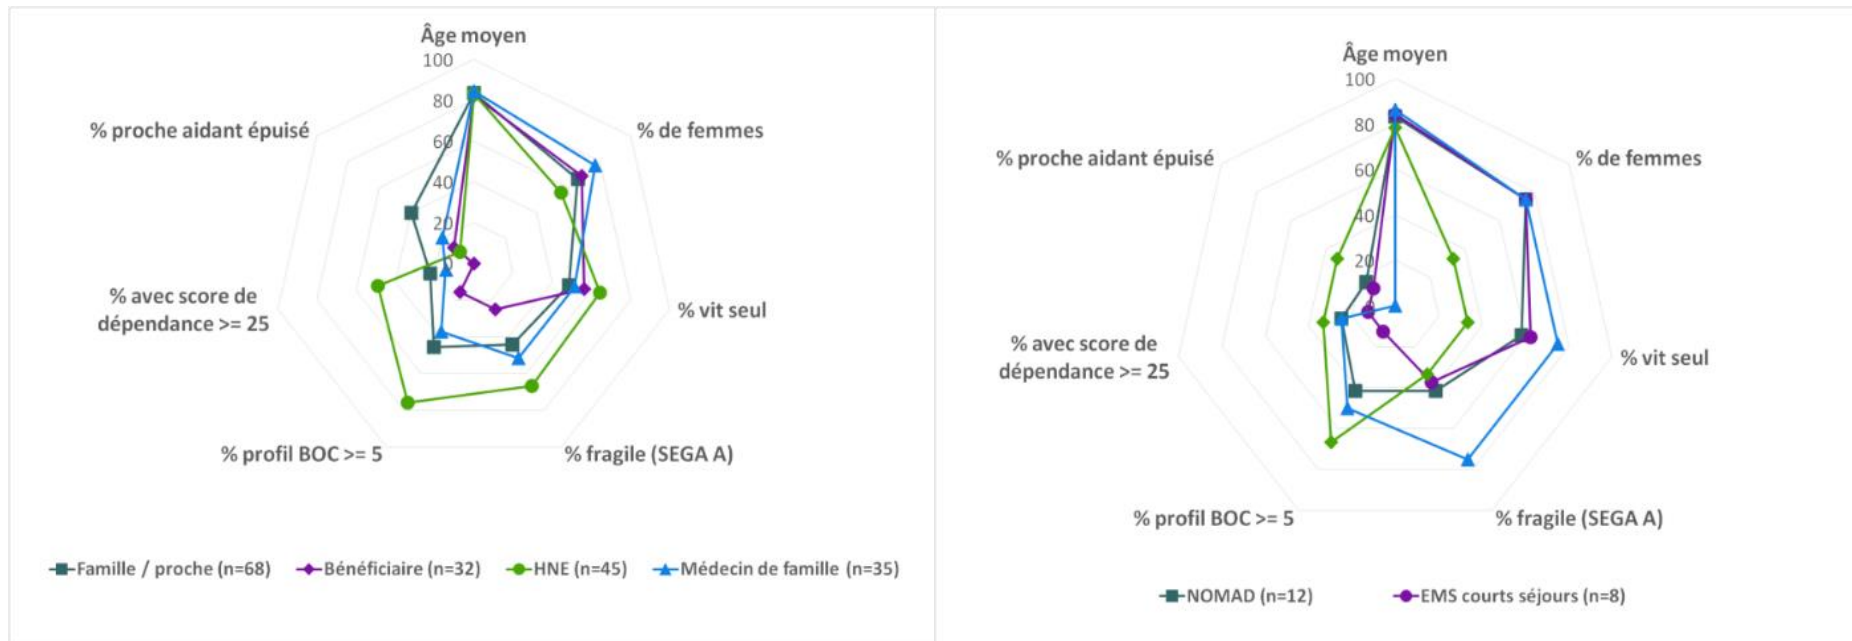 Âge moyen
100
80
60
40
20
0
% de femmes
% vit seul
% fragile (SEGA A)
% profil BOC >= 5
% avec score de
dépendance >= 25
% proche aidant épuisé
Famille / proche (n=68)
Bénéficiaire (n=32)
HNE (n=45)
Médecin de famille (n=35)
Âge moyen
100
80
60
40
20
0
% de femmes
% vit seul
% fragile (SEGA A)
% profil BOC >= 5
% avec score de
dépendance >= 25
% proche aidant épuisé
NOMAD (n=12)
EMS courts séjours (n=8)